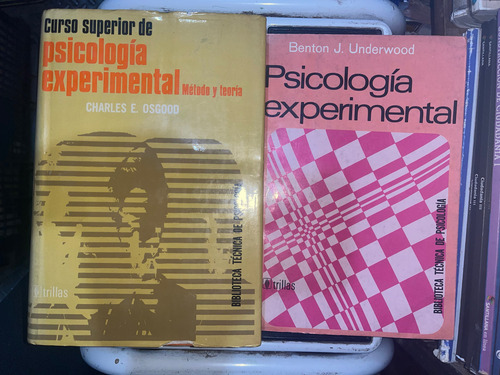 curso superior de
psicología
experimental Método y teoría
CHARLES E. OSGOOD
BIBLIOTECA TÉCNICA DE PSICOLOGÍA
trillas
Benton J. Underwood
Psicología
experimental
BIBLIOTECA TÉCNICA DE PSICOLOGÍA
trillas